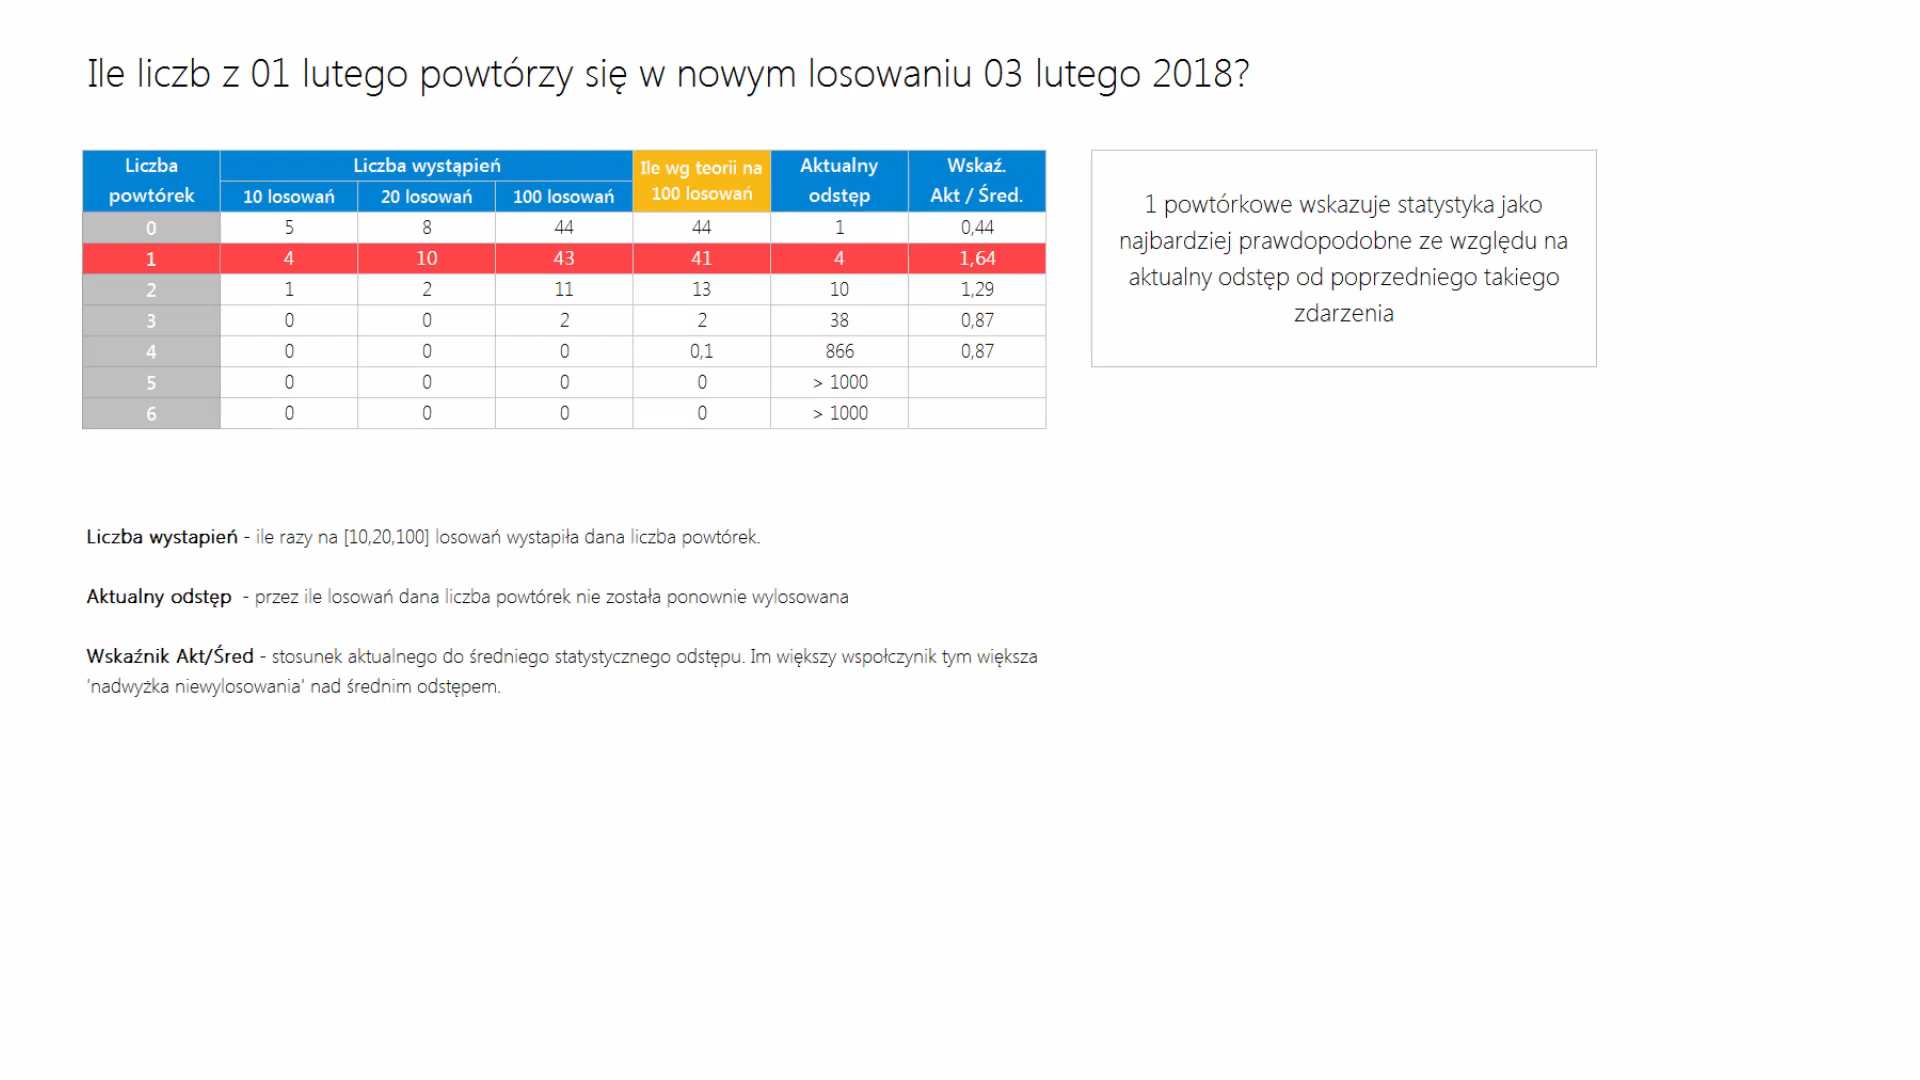 Ile liczb z 01 lutego powtórzy się w nowym losowaniu 03 lutego 2018?
Liczba powtórek Liczba wystąpień Ile wg teorii na 100 losowań Aktualny odstęp Wskaź. Akt / Śred.
10 losowań 20 losowań 100 losowań
0 5 8 44 44 1 0,44
1 4 10 43 41 4 1,64
2 1 2 11 13 10 1,29
3 0 0 2 2 38 0,87
4 0 0 0 0,1 866 0,87
5 0 0 0 0 > 1000
6 0 0 0 0 > 1000
1 powtórkowe wskazuje statystyka jako
najbardziej prawdopodobne ze względu na
aktualny odstęp od poprzedniego takiego
zdarzenia
Liczba wystapień - ile razy na [10,20,100] losowań wystapiła dana liczba powtórek.
Aktualny odstęp - przez ile losowań dana liczba powtórek nie została ponownie wylosowana
Wskaźnik Akt/Śred - stosunek aktualnego do średniego statystycznego odstępu. Im większy wspołczynik tym większa
'nadwyżka niewylosowania' nad średnim odstępem.